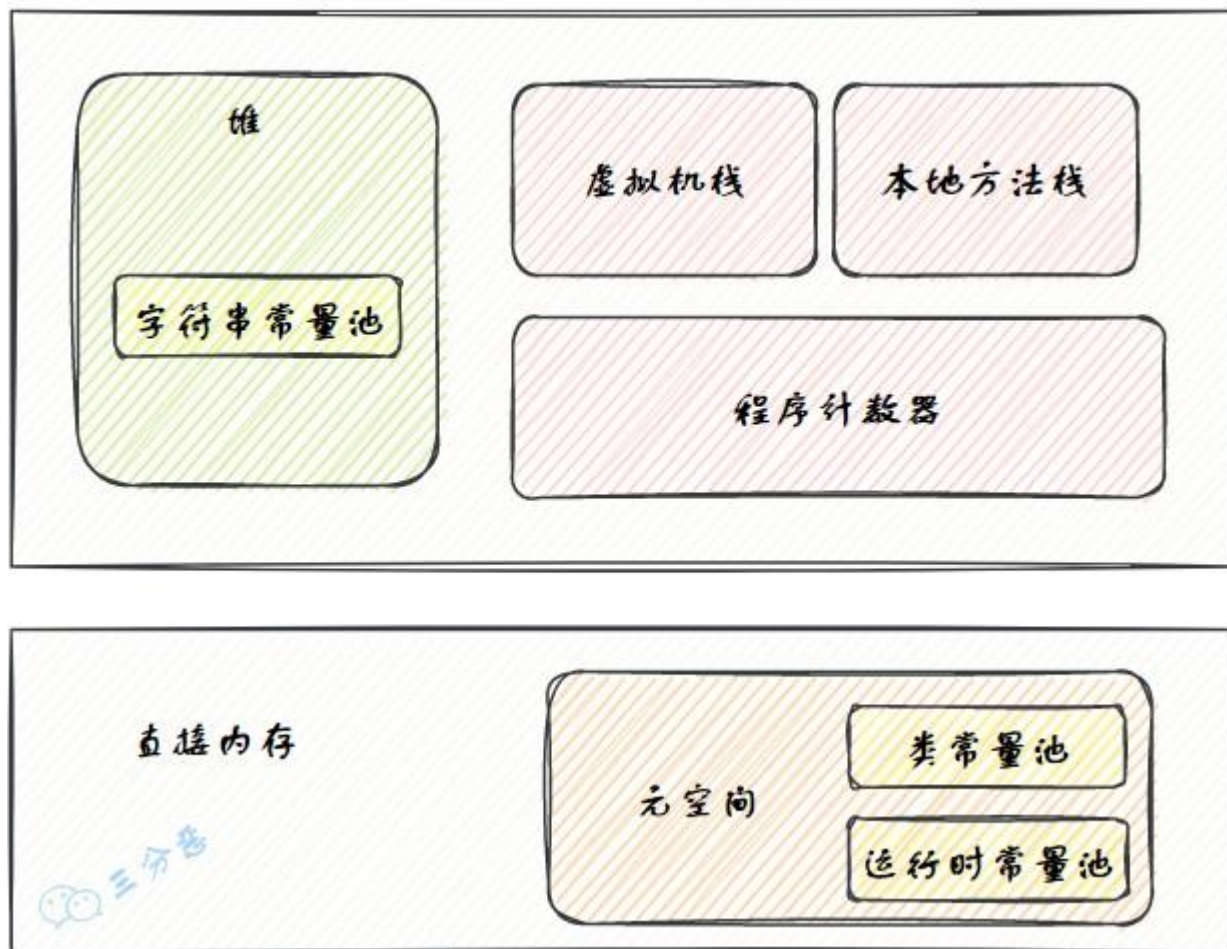 堆
虚拟机栈
本地方法栈
字符串常量池
程序计数器
直接内存
元空间
类常量池
运行时常量池
三分恶